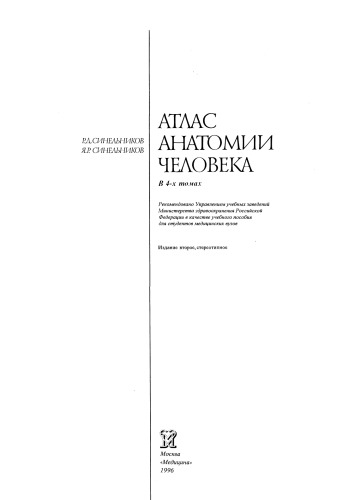 Р.Д.СИНЕЛЬНИКОВ
Я.Р.СИНЕЛЬНИКОВ
АТЛАС
АНАТОМИИ
ЧЕЛОВЕКА
В 4-х томах
Рекомендовано Управлением учебных заведений
Министерства здравоохранения Российской
Федерации в качестве учебного пособия
для студентов медицинских вузов
Издание второе, стереотипное
Москва
«Медицина»
1996